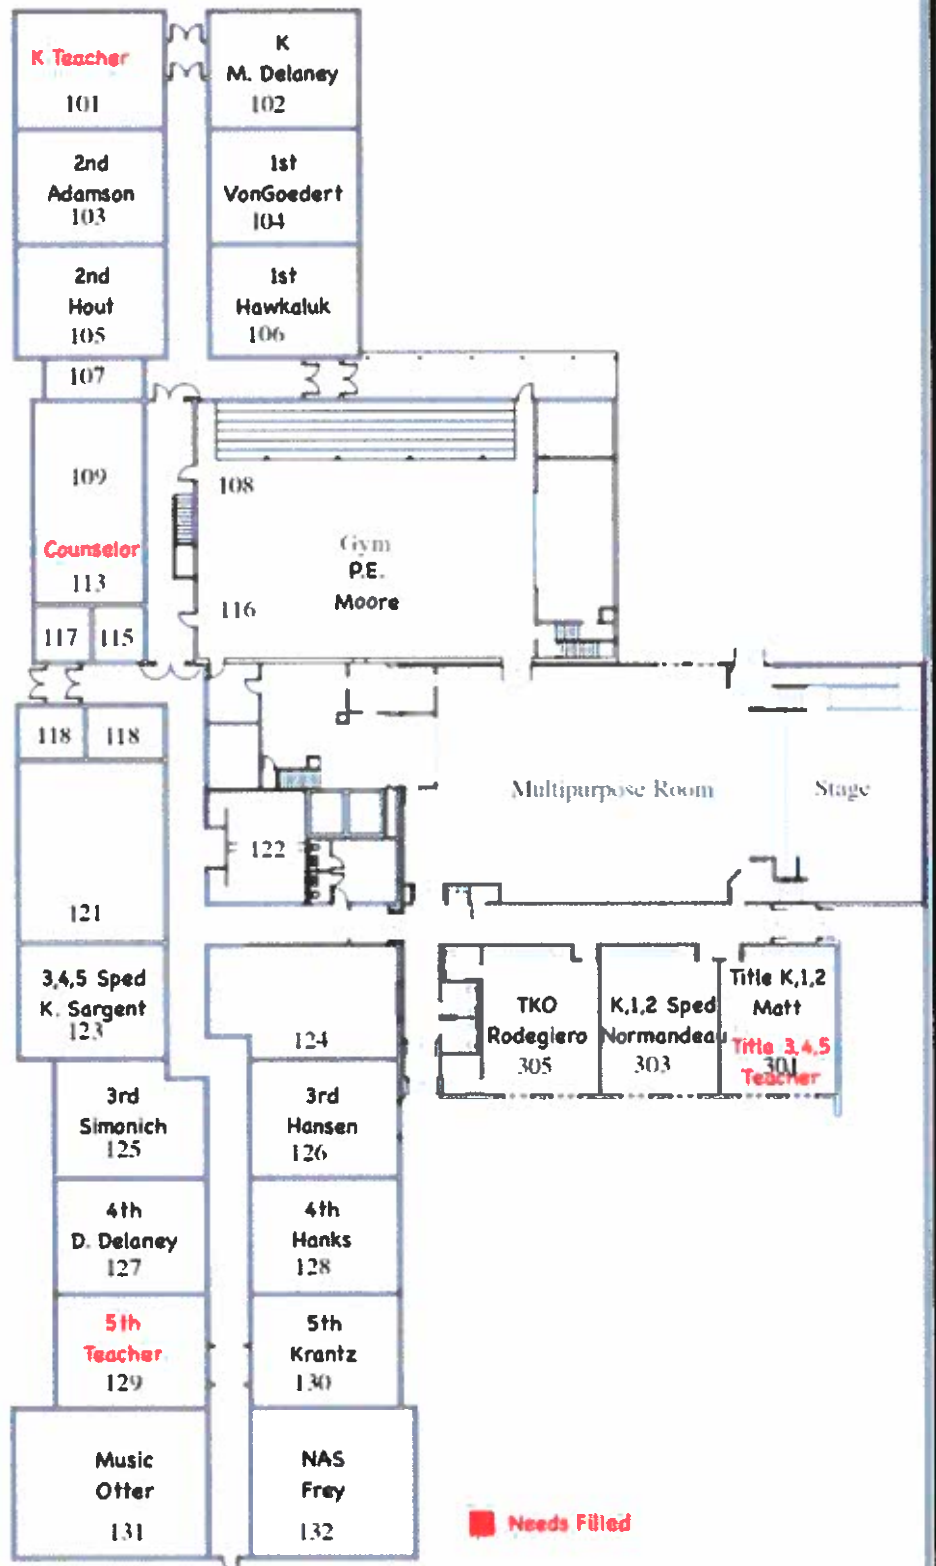 K Teacher
101
K
M. Delaney
102
2nd
Adamson
103
1st
VonGoedert
104
2nd
Hout
105
1st
Hawkaluk
106
107
109
Counselor
113
108
Gym
P.E.
Moore
116
117
115
118
118
121
122
Multipurpose Room
Stage
3,4,5 Sped
K. Sargent
123
124
TKO
Rodegiero
305
K,1,2 Sped
Normandeau
303
Title K,1,2
Matt
Title 3,4,5
301
Teacher
3rd
Simonich
125
3rd
Hansen
126
4th
D. Delaney
127
4th
Hanks
128
5th
Teacher
129
5th
Krantz
130
Music
Otter
131
NAS
Frey
132
Needs Filled